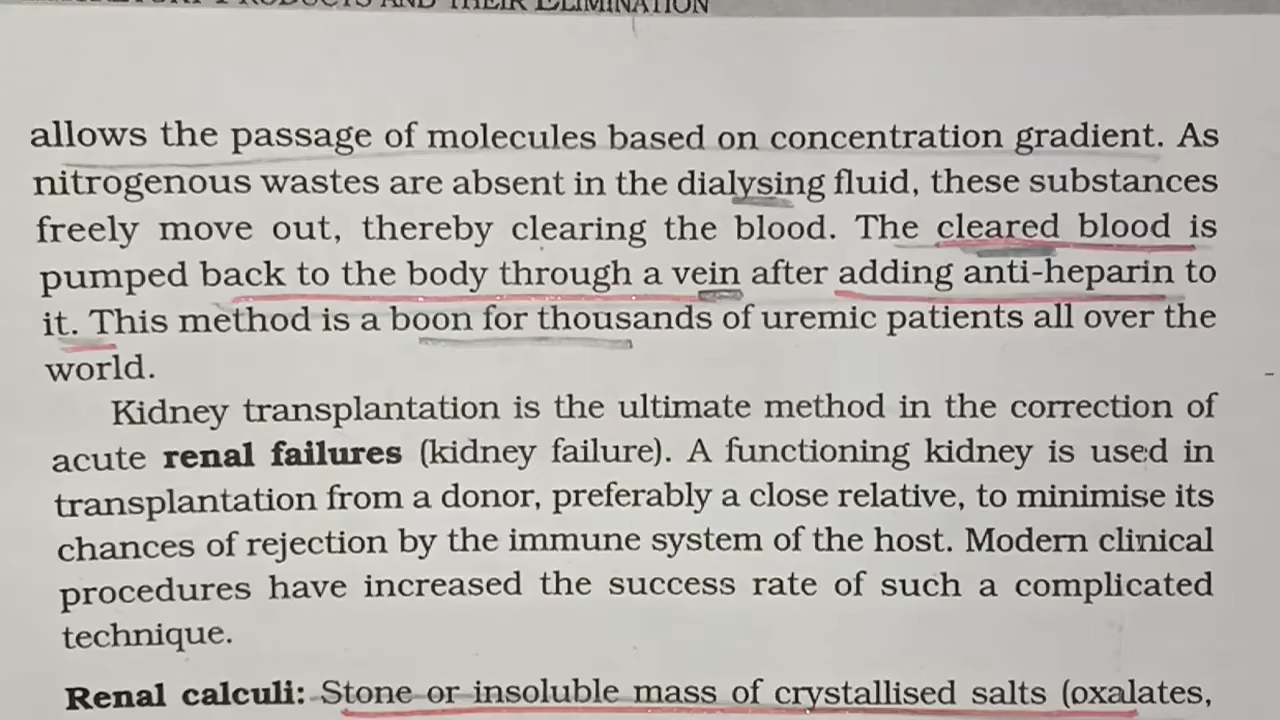 PRODUCTS AND THEIR ELIMINATION
allows the passage of molecules based on concentration gradient. As
nitrogenous wastes are absent in the dialysing fluid, these substances
freely move out, thereby clearing the blood. The cleared blood is
pumped back to the body through a vein after adding anti-heparin to
it. This method is a boon for thousands of uremic patients all over the
world.
Kidney transplantation is the ultimate method in the correction of
acute renal failures (kidney failure). A functioning kidney is used in
transplantation from a donor, preferably a close relative, to minimise its
chances of rejection by the immune system of the host. Modern clinical
procedures have increased the success rate of such a complicated
technique.
Renal calculi: Stone or insoluble mass of crystallised salts (oxalates,